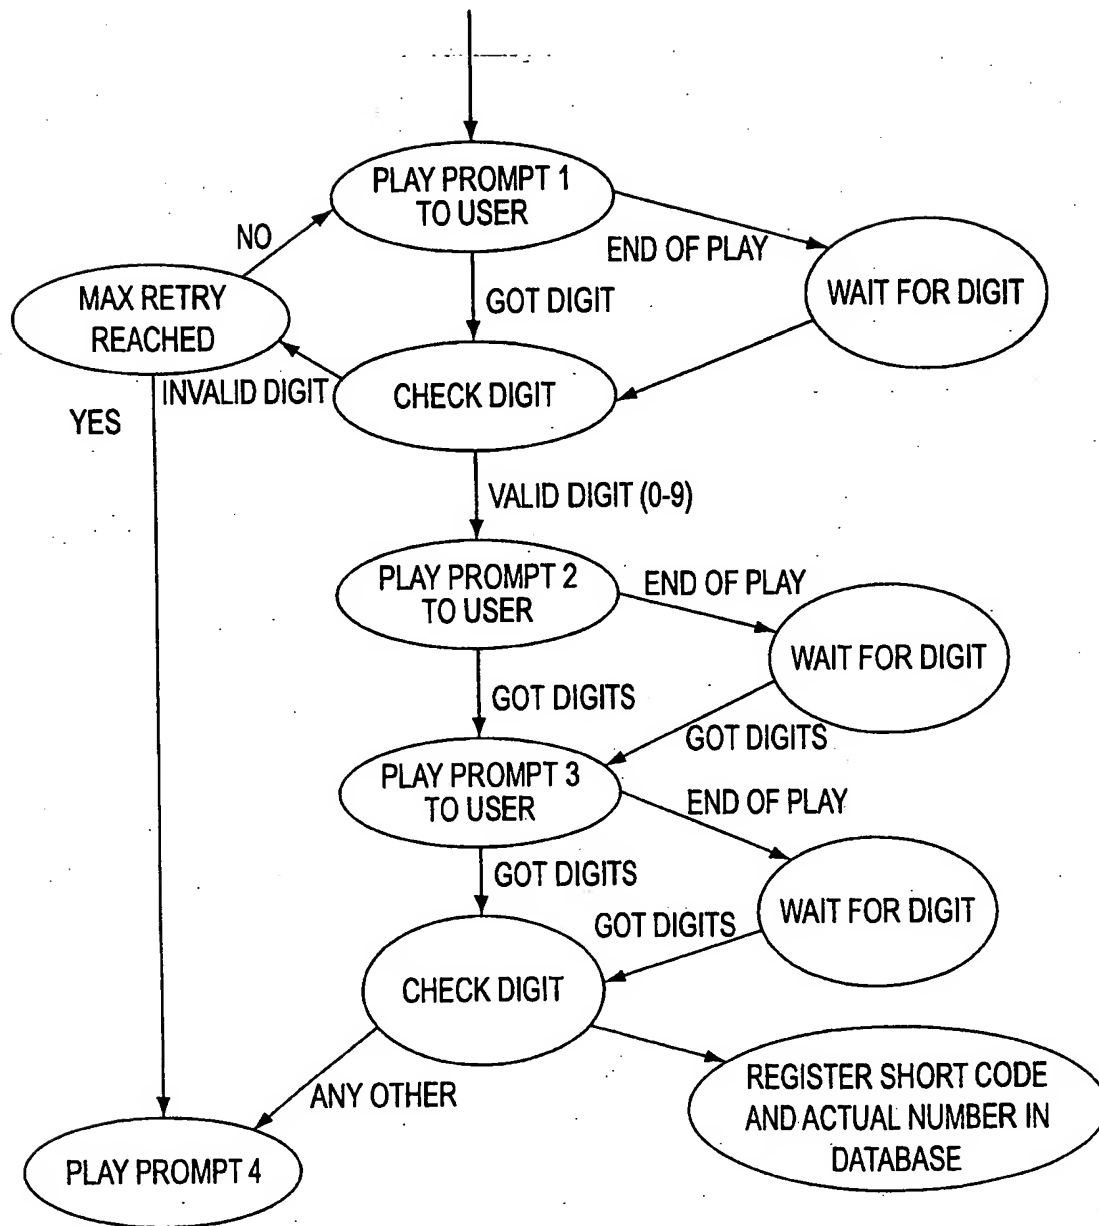 PLAY PROMPT 1
TO USER
NO
END OF PLAY
MAX RETRY
REACHED
GOT DIGIT
WAIT FOR DIGIT
INVALID DIGIT
CHECK DIGIT
YES
VALID DIGIT (0-9)
PLAY PROMPT 2
TO USER
END OF PLAY
WAIT FOR DIGIT
GOT DIGITS
GOT DIGITS
PLAY PROMPT 3
TO USER
END OF PLAY
GOT DIGITS
WAIT FOR DIGIT
GOT DIGITS
CHECK DIGIT
ANY OTHER
REGISTER SHORT CODE
AND ACTUAL NUMBER IN
DATABASE
PLAY PROMPT 4